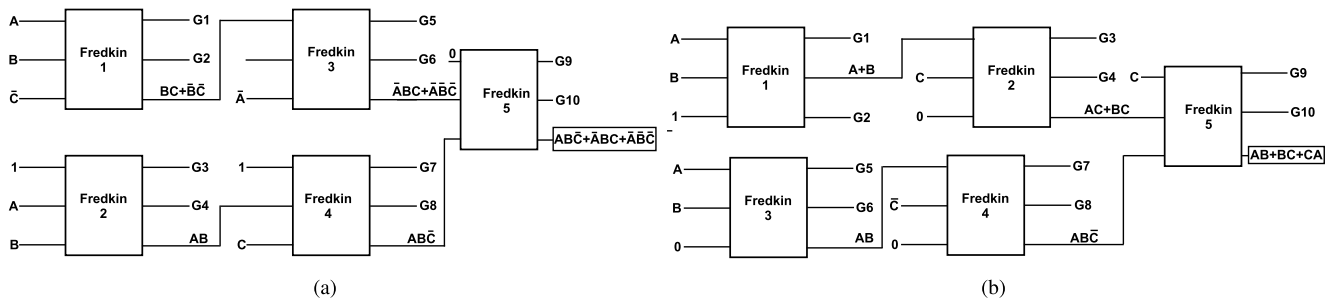 A
B
C̄
Fredkin
1
G1
G2
BC+B̄C̄
Ā
Fredkin
3
G5
G6
ĀBC+ĀB̄C̄
0
Fredkin
5
G9
G10
ABC̄+ĀBC+ĀB̄C̄
1
A
B
Fredkin
2
G3
G4
AB
1
C
Fredkin
4
G7
G8
ABC̄
(a)
A
B
1
Fredkin
1
G1
A+B
G2
C
0
Fredkin
2
G3
G4
AC+BC
C
Fredkin
5
G9
G10
AB+BC+CA
A
B
0
Fredkin
3
G5
G6
AB
C̄
0
Fredkin
4
G7
G8
ABC̄
(b)